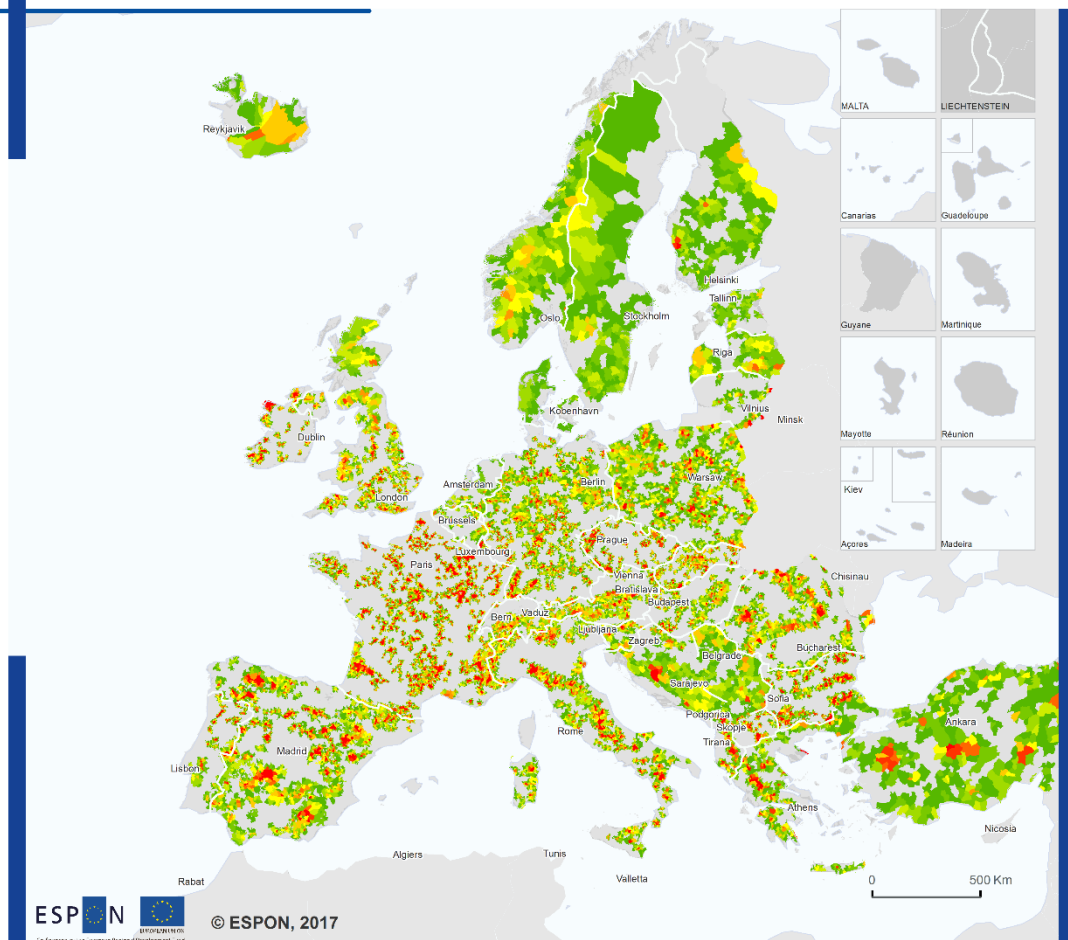 MALTA
LIECHTENSTEIN
Reykjavik
Canarias
Guadeloupe
Helsinki
Tallinn
Oslo
Stockholm
Guyane
Martinique
Riga
København
Vilnius
Minsk
Mayotte
Réunion
Dublin
Amsterdam
Berlin
Warsaw
London
Kiev
Brussels
Prague
Açores
Madeira
Luxembourg
Paris
Vienna
Chisinau
Bratislava
Budapest
Bern
Vaduz
Ljubljana
Zagreb
Belgrade
Bucharest
Sarajevo
Sofia
Podgorica
Skopje
Ankara
Rome
Tirana
Madrid
Lisbon
Athens
Nicosia
Algiers
Tunis
Valletta
Rabat
0
500 Km
ESPON
EUROPEAN UNION
© ESPON, 2017